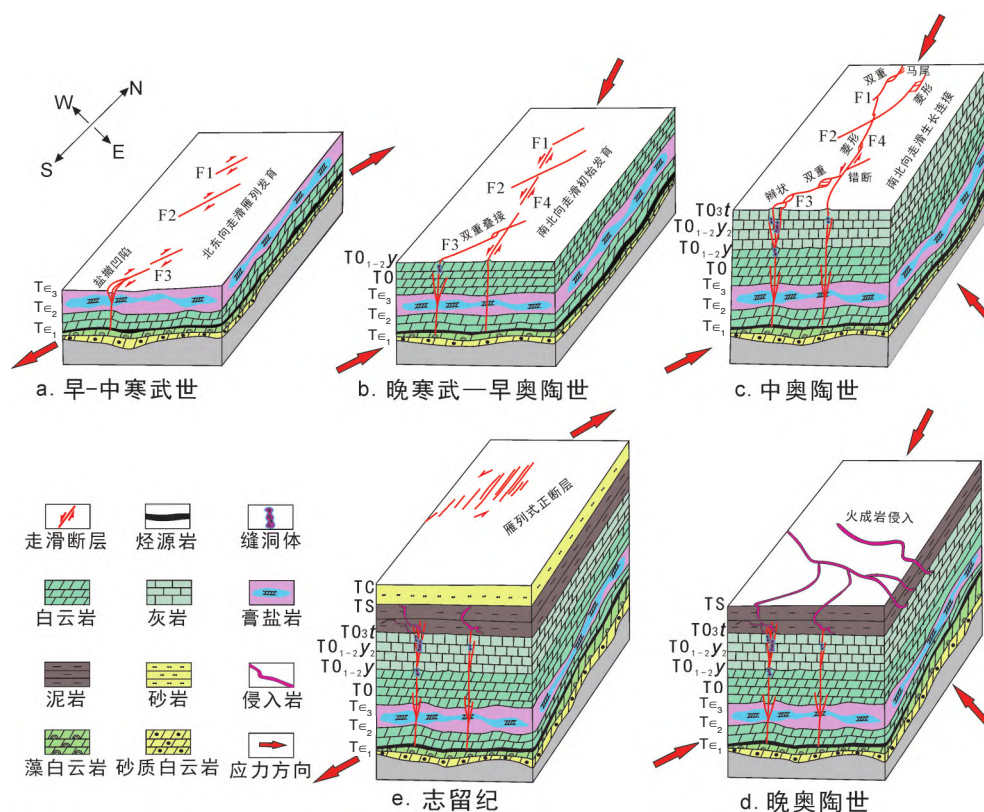 N
W
E
S
F1
F2
F3
盐撤凹陷
北东向走滑雁列发育
T∈₃
T∈₂
T∈₁
a. 早-中寒武世
F1
F2
F4
F3
双重叠接
南北向走滑初始发育
TO₁₋₂y
TO
T∈₃
T∈₂
T∈₁
b. 晚寒武—早奥陶世
双重
马尾
F1
菱形
F2
菱形
F4
双重
错断
辫状
F3
南北向走滑生长连接
TO₃t
TO₁₋₂y₂
TO₁₋₂y
TO
T∈₃
T∈₂
T∈₁
c. 中奥陶世
走滑断层
烃源岩
缝洞体
白云岩
灰岩
膏盐岩
泥岩
砂岩
侵入岩
藻白云岩
砂质白云岩
应力方向
雁列式正断层
TC
TS
TO₃t
TO₁₋₂y₂
TO₁₋₂y
TO
T∈₃
T∈₂
T∈₁
e. 志留纪
火成岩侵入
TS
TO₃t
TO₁₋₂y₂
TO₁₋₂y
TO
T∈₃
T∈₂
T∈₁
d. 晚奥陶世